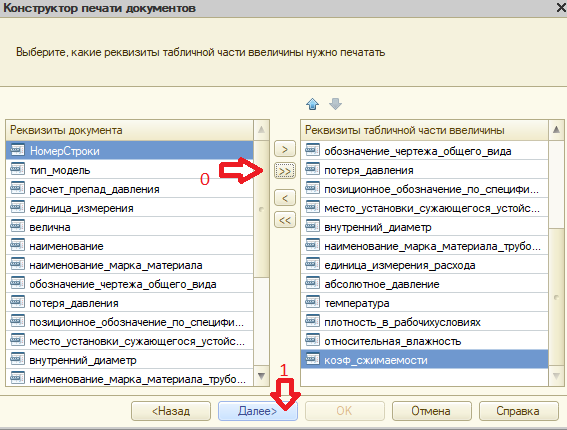 Конструктор печати документов
Выберите, какие реквизиты табличной части ввеличины нужно печатать
Реквизиты документа
НомерСтроки
тип_модель
расчет_препад_давления
единица_измерения
велична
наименование
наименование_марка_материала
обозначение_чертежа_общего_вида
потеря_давления
позиционное_обозначение_по_специфи...
место_установки_сужающегося_устойс...
внутренний_диаметр
наименование_марка_материала_трубо...
>
>>
<
<<
0
Реквизиты табличной части ввеличины
обозначение_чертежа_общего_вида
потеря_давления
позиционное_обозначение_по_специфи...
место_установки_сужающегося_устойс...
внутренний_диаметр
наименование_марка_материала_трубо...
единица_измерения_расхода
абсолютное_давление
температура
плотность_в_рабочихусловиях
относительная_влажность
коэф_сжимаемости
1
<Назад
Далее>
OK
Отмена
Справка